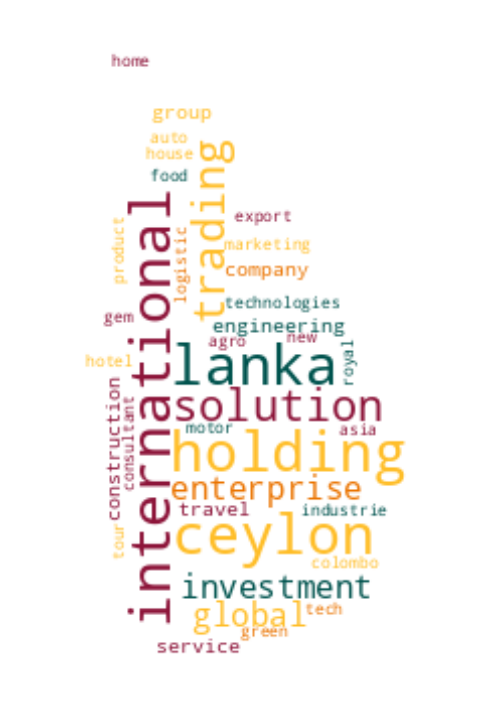 home
group
auto
house
food
trading
international
export
product
logistic
marketing
company
technologies
gem
engineering
agro
new
royal
hotel
lanka
construction
consultant
solution
motor
asia
holding
enterprise
travel
industrie
tour
ceylon
colombo
investment
global
tech
green
service